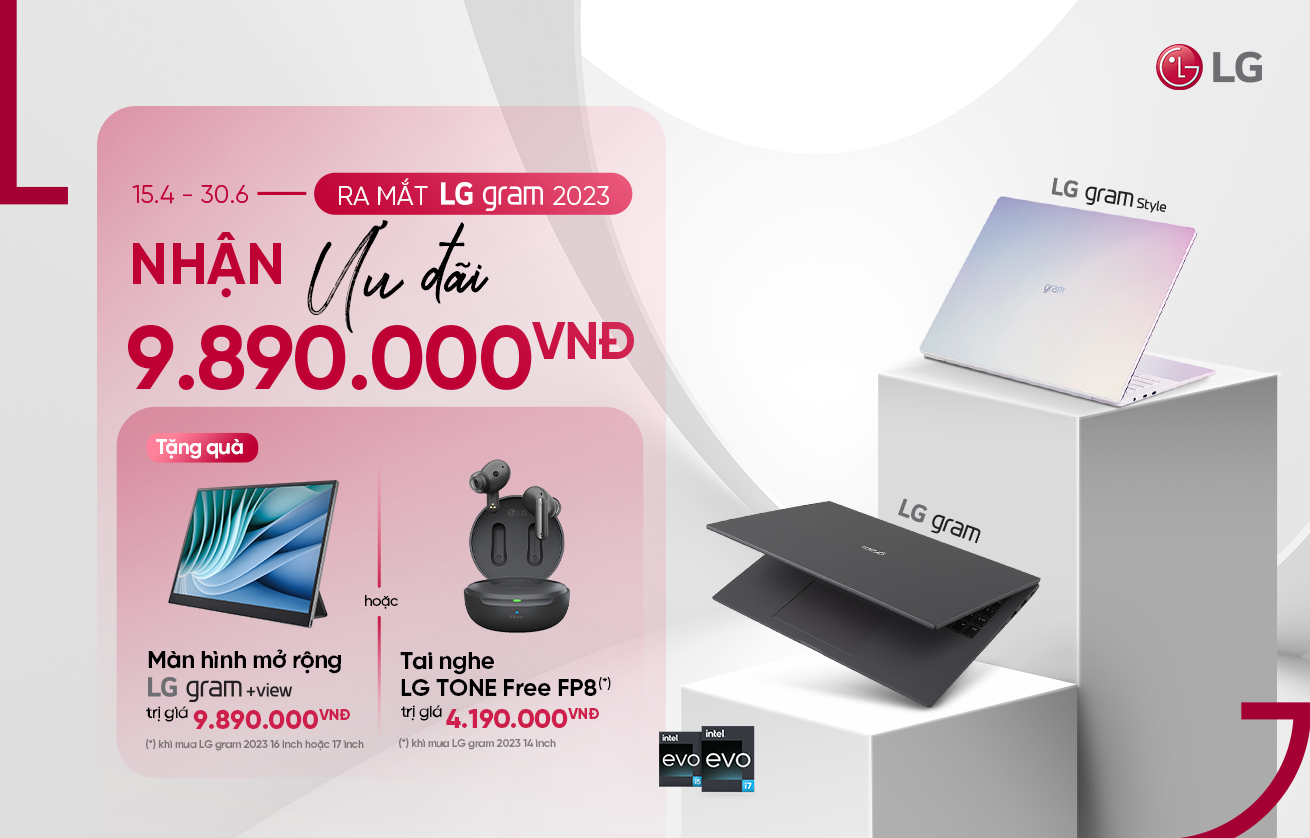 LG
15.4 - 30.6
RA MẮT LG gram 2023
NHẬN Ưu đãi
9.890.000VNĐ
Tặng quà
hoặc
Màn hình mở rộng
LG gram +view
trị giá 9.890.000VNĐ
(*) khi mua LG gram 2023 16 inch hoặc 17 inch
Tai nghe
LG TONE Free FP8(*)
trị giá 4.190.000VNĐ
(*) khi mua LG gram 2023 14 inch
LG gram Style
gram
LG gram
gram
LG
intel
evo
i5
intel
evo
i7